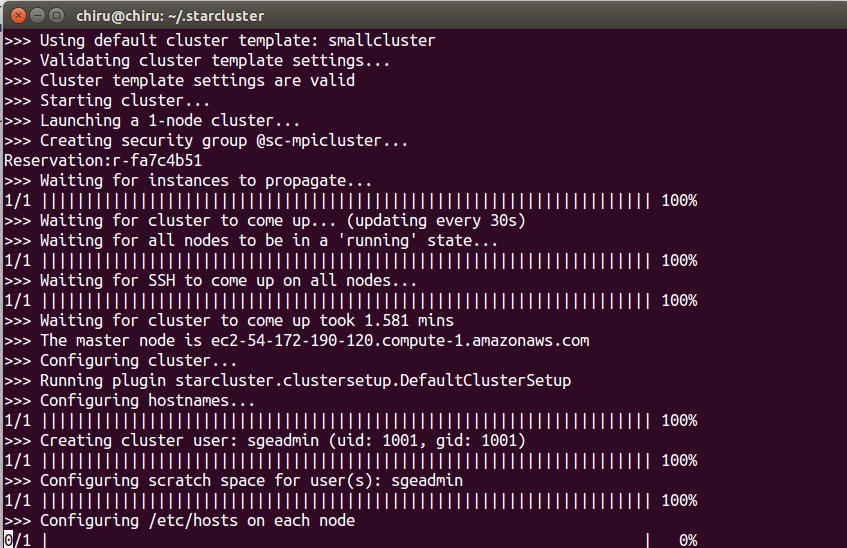 chiru@chiru: ~/.starcluster
>>> Using default cluster template: smallcluster
>>> Validating cluster template settings...
>>> Cluster template settings are valid
>>> Starting cluster...
>>> Launching a 1-node cluster...
>>> Creating security group @sc-mpicluster...
Reservation:r-fa7c4b51
>>> Waiting for instances to propagate...
1/1 |||||||||||||||||||||||||||||||||||||||||||||||||||||||||||||||||||| 100%
>>> Waiting for cluster to come up... (updating every 30s)
>>> Waiting for all nodes to be in a 'running' state...
1/1 |||||||||||||||||||||||||||||||||||||||||||||||||||||||||||||||||||| 100%
>>> Waiting for SSH to come up on all nodes...
1/1 |||||||||||||||||||||||||||||||||||||||||||||||||||||||||||||||||||| 100%
>>> Waiting for cluster to come up took 1.581 mins
>>> The master node is ec2-54-172-190-120.compute-1.amazonaws.com
>>> Configuring cluster...
>>> Running plugin starcluster.clustersetup.DefaultClusterSetup
>>> Configuring hostnames...
1/1 |||||||||||||||||||||||||||||||||||||||||||||||||||||||||||||||||||| 100%
>>> Creating cluster user: sgeadmin (uid: 1001, gid: 1001)
1/1 |||||||||||||||||||||||||||||||||||||||||||||||||||||||||||||||||||| 100%
>>> Configuring scratch space for user(s): sgeadmin
1/1 |||||||||||||||||||||||||||||||||||||||||||||||||||||||||||||||||||| 100%
>>> Configuring /etc/hosts on each node
0/1 |                                                                  |   0%